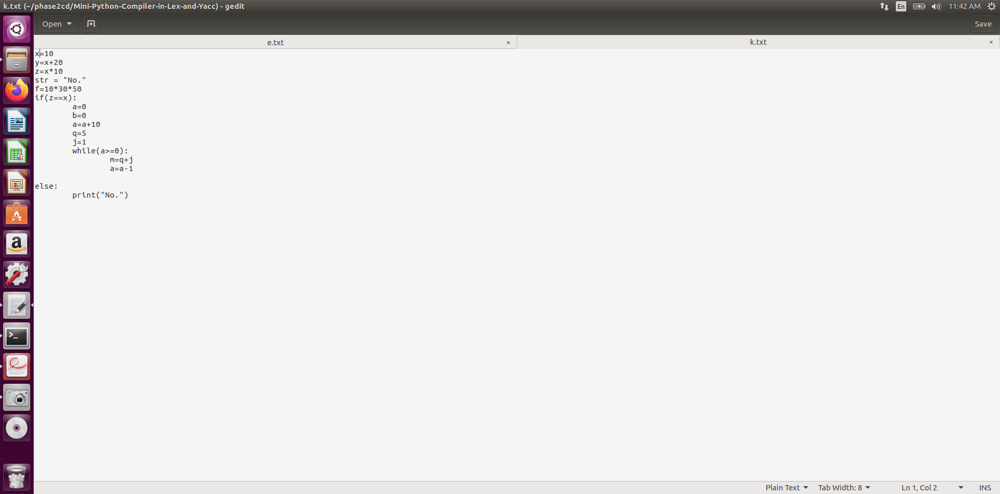 k.txt (~/phase2cd/Mini-Python-Compiler-in-Lex-and-Yacc) - gedit
En
11:42 AM
Open
Save
e.txt
k.txt
x=10
y=x+20
z=x*10
str = "No."
f=10*30*50
if(z==x):
        a=0
        b=0
        a=a+10
        q=5
        j=1
        while(a>=0):
                m=q+j
                a=a-1
else:
        print("No.")
Plain Text
Tab Width: 8
Ln 1, Col 2
INS